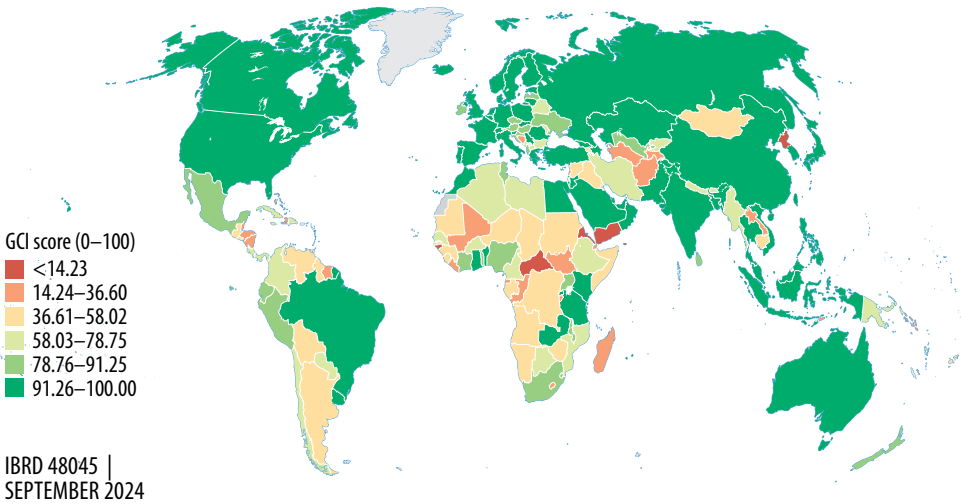 GCI score (0–100)
<14.23
14.24–36.60
36.61–58.02
58.03–78.75
78.76–91.25
91.26–100.00
IBRD 48045 |
SEPTEMBER 2024